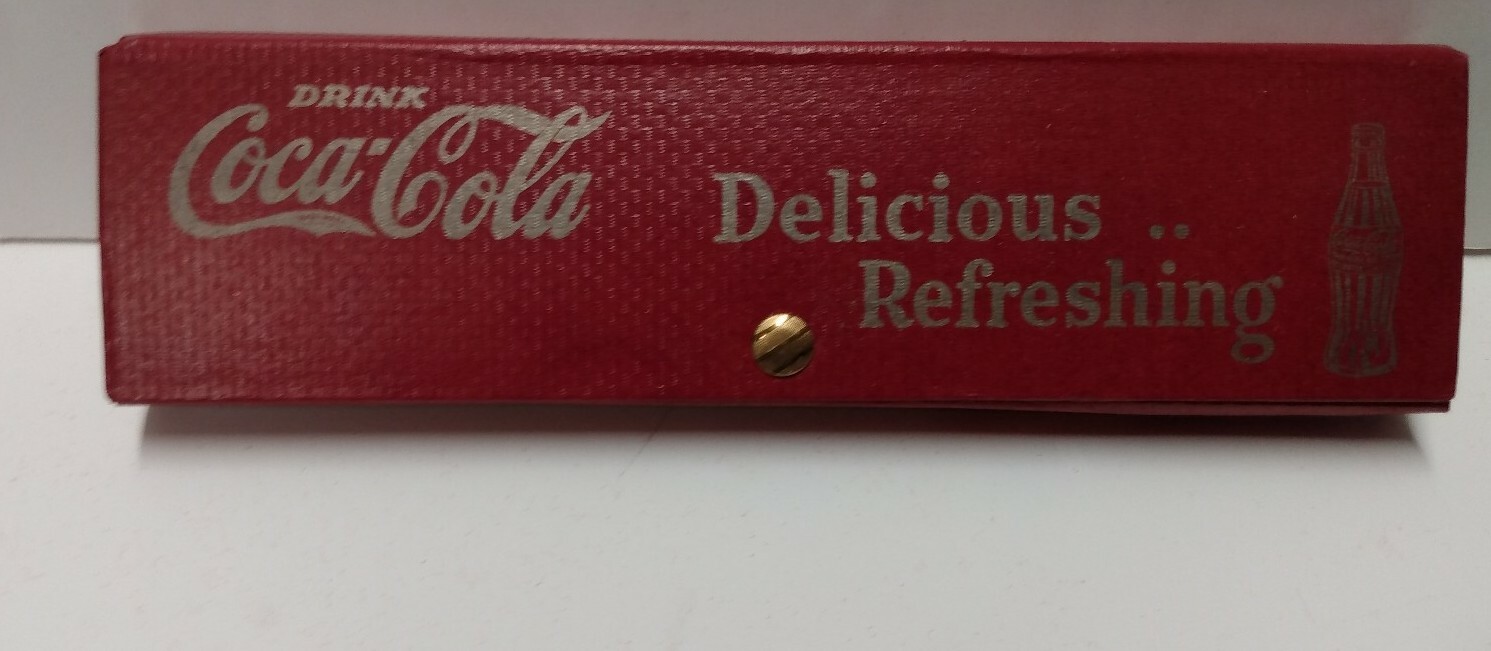 DRINK
Coca-Cola
Delicious ..
Refreshing